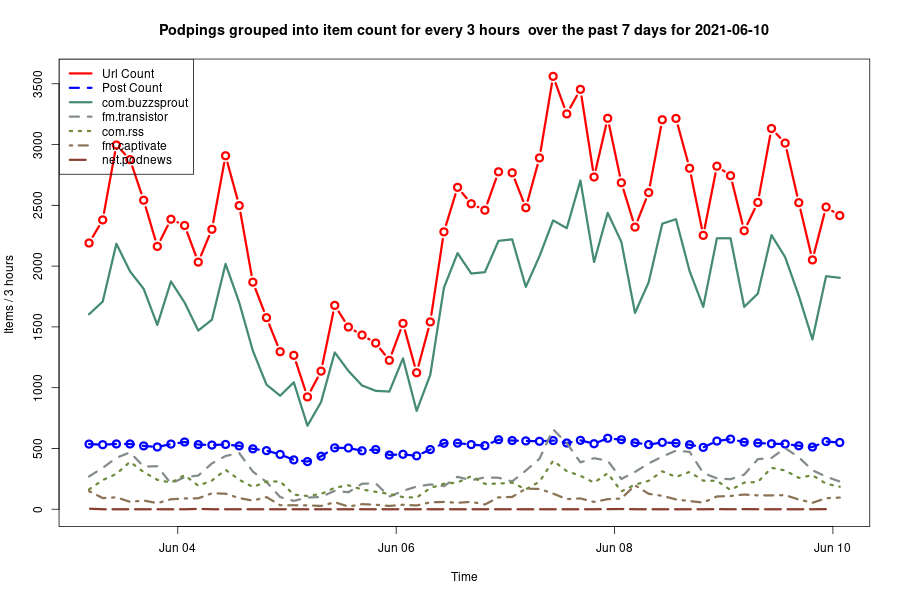 Podpings grouped into item count for every 3 hours  over the past 7 days for 2021-06-10
Url Count
Post Count
com.buzzsprout
fm.transistor
com.rss
fm.captivate
net.podnews
Items / 3 hours
3500
3000
2500
2000
1500
1000
500
0
Jun 04
Jun 06
Jun 08
Jun 10
Time